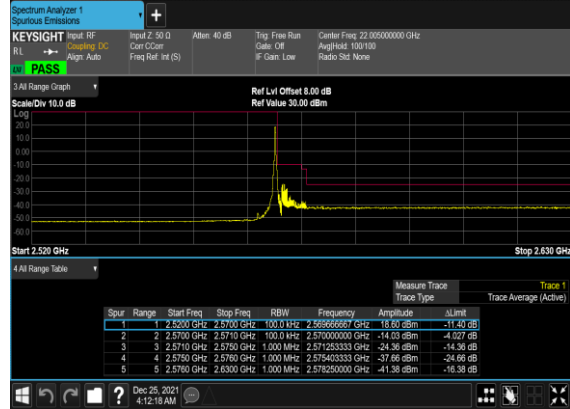 Spectrum Analyzer 1
Spurious Emissions
KEYSIGHT Input: RF Input Z: 50 Ω Atten: 40 dB Trig: Free Run Center Freq: 22.005000000 GHz
RL Coupling: DC Corr CCorr Gate: Off Avg|Hold: 100/100
Align: Auto Freq Ref: Int (S) IF Gain: Low Radio Std: None
PASS
3 All Range Graph
Ref Lvl Offset 8.00 dB
Scale/Div 10.0 dB Ref Value 30.00 dBm
Log
20.0
10.0
0.00
-10.0
-20.0
-30.0
-40.0
-50.0
-60.0
Start 2.520 GHz Stop 2.630 GHz
4 All Range Table
Measure Trace Trace 1
Trace Type Trace Average (Active)
Spur Range Start Freq Stop Freq RBW Frequency Amplitude ΔLimit
1 1 2.5200 GHz 2.5700 GHz 100.0 kHz 2.569666667 GHz 18.60 dBm -11.40 dB
2 2 2.5700 GHz 2.5710 GHz 100.0 kHz 2.570000000 GHz -14.03 dBm -4.027 dB
3 3 2.5710 GHz 2.5750 GHz 1.000 MHz 2.571253333 GHz -24.36 dBm -14.36 dB
4 4 2.5750 GHz 2.5760 GHz 1.000 MHz 2.575403333 GHz -37.66 dBm -24.66 dB
5 5 2.5760 GHz 2.6300 GHz 1.000 MHz 2.578250000 GHz -41.38 dBm -16.38 dB
Dec 25, 2021
4:12:18 AM